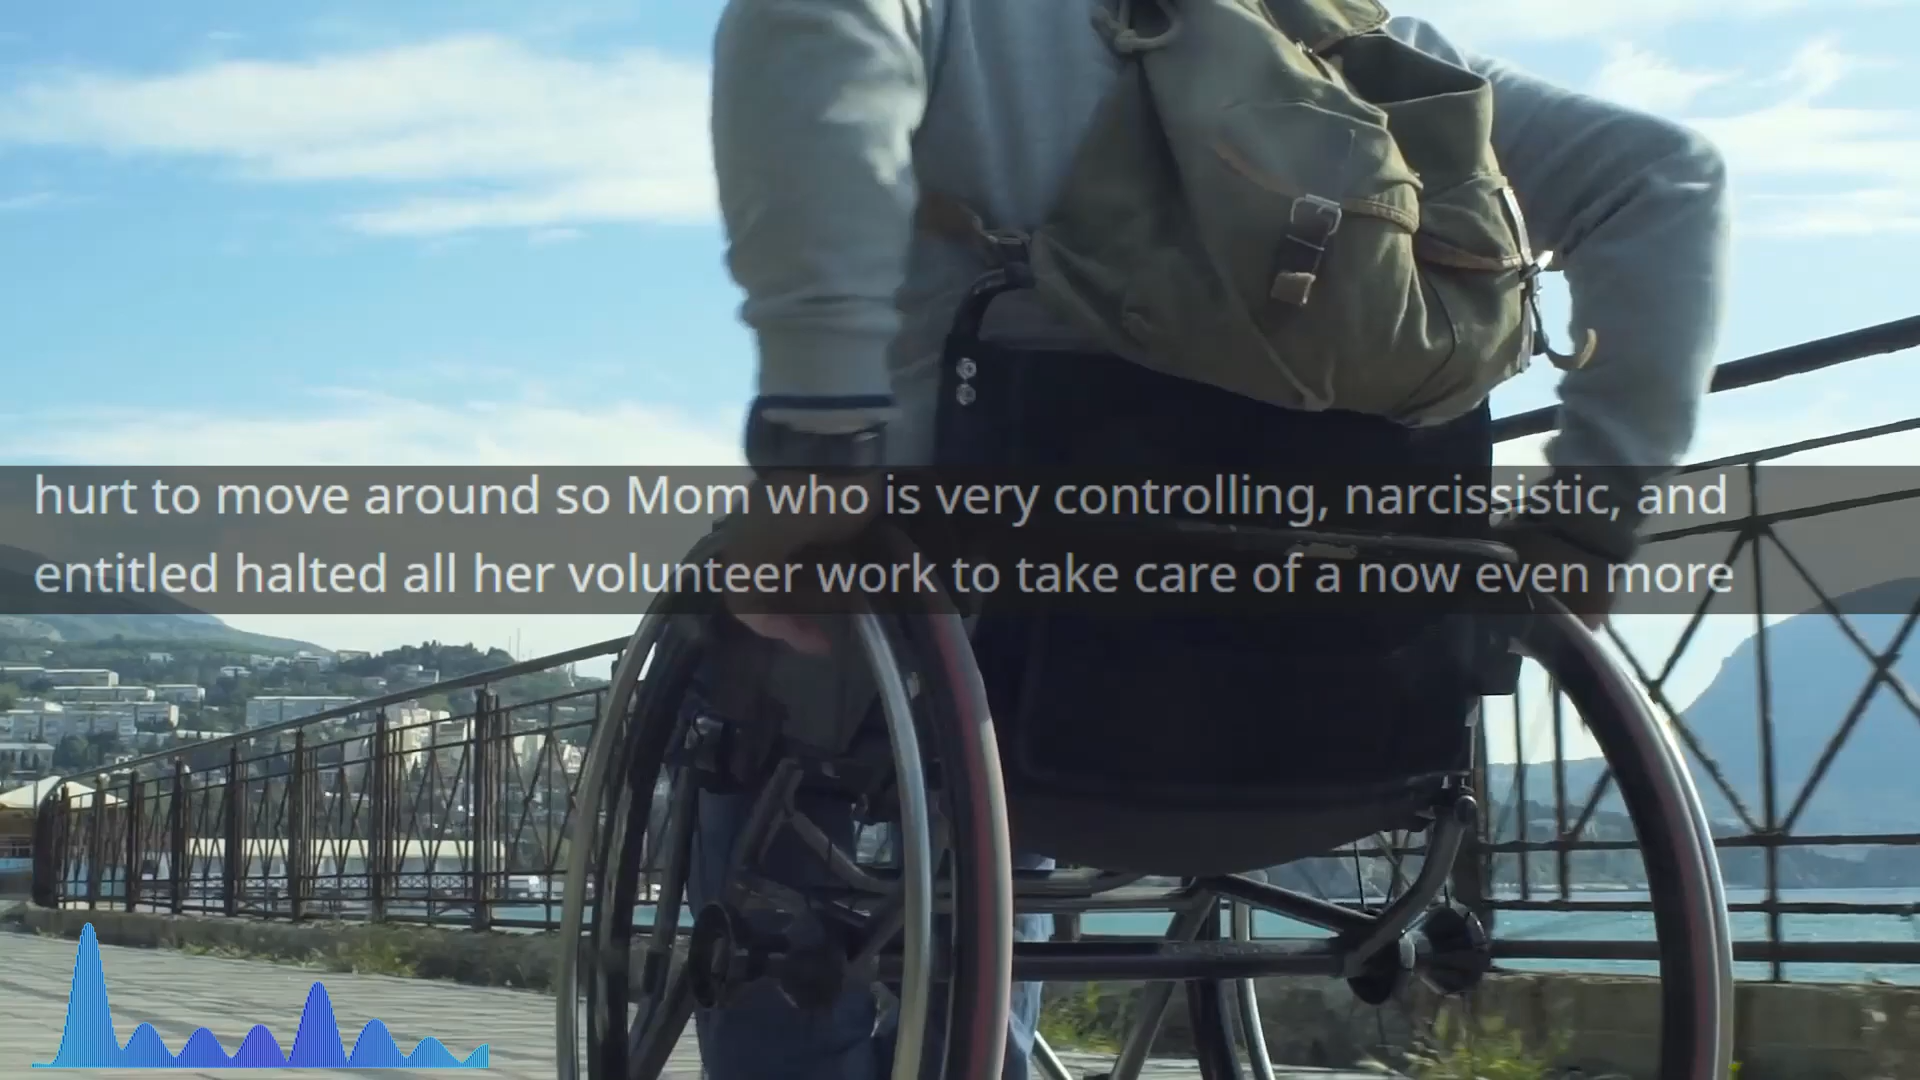 hurt to move around so Mom who is very controlling, narcissistic, and
entitled halted all her volunteer work to take care of a now even more